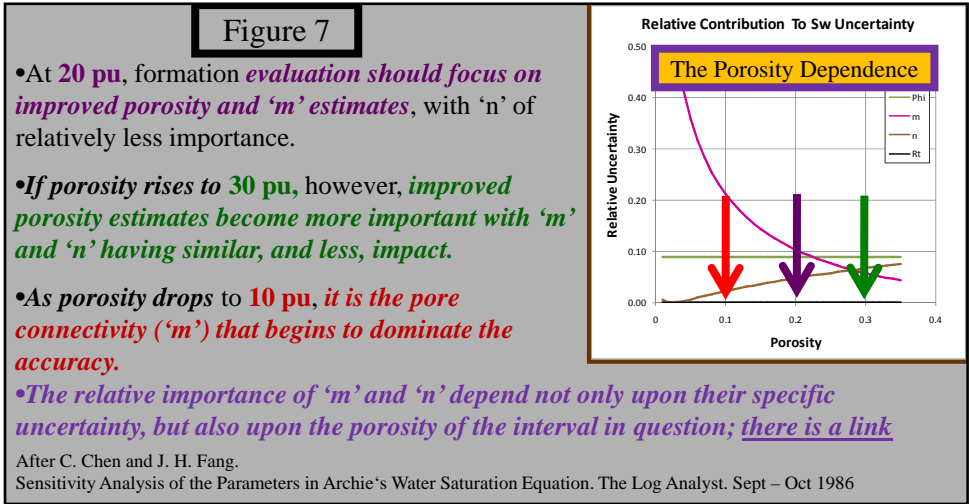 Figure 7
•At 20 pu, formation evaluation should focus on
improved porosity and ‘m’ estimates, with ‘n’ of
relatively less importance.
•If porosity rises to 30 pu, however, improved
porosity estimates become more important with ‘m’
and ‘n’ having similar, and less, impact.
•As porosity drops to 10 pu, it is the pore
connectivity (‘m’) that begins to dominate the
accuracy.
•The relative importance of ‘m’ and ‘n’ depend not only upon their specific
uncertainty, but also upon the porosity of the interval in question; there is a link
After C. Chen and J. H. Fang.
Sensitivity Analysis of the Parameters in Archie‘s Water Saturation Equation. The Log Analyst. Sept – Oct 1986
Relative Contribution To Sw Uncertainty
The Porosity Dependence
Relative Uncertainty
0.50
0.40
0.30
0.20
0.10
0.00
Phi
m
n
Rt
0
0.1
0.2
0.3
0.4
Porosity